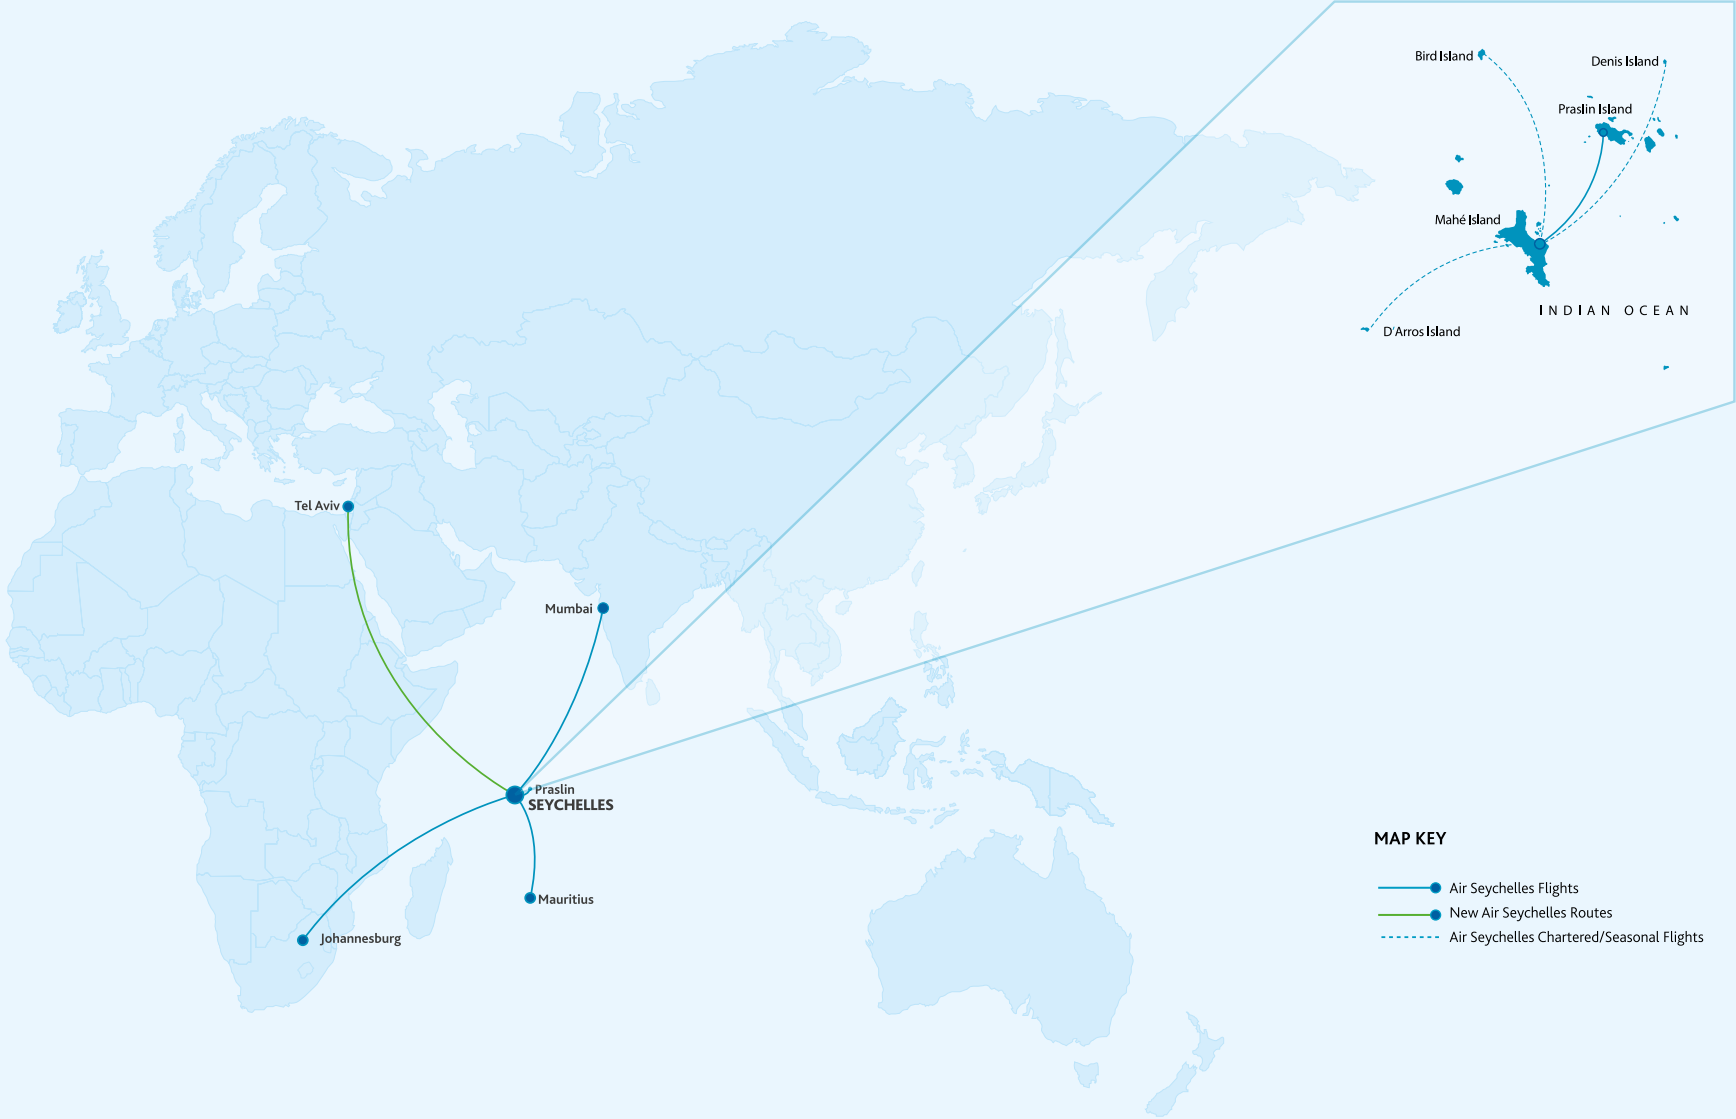 Bird Island
Denis Island
Praslin Island
Mahé Island
INDIAN OCEAN
D'Arros Island
Tel Aviv
Mumbai
Praslin
SEYCHELLES
Mauritius
Johannesburg
MAP KEY
Air Seychelles Flights
New Air Seychelles Routes
Air Seychelles Chartered/Seasonal Flights